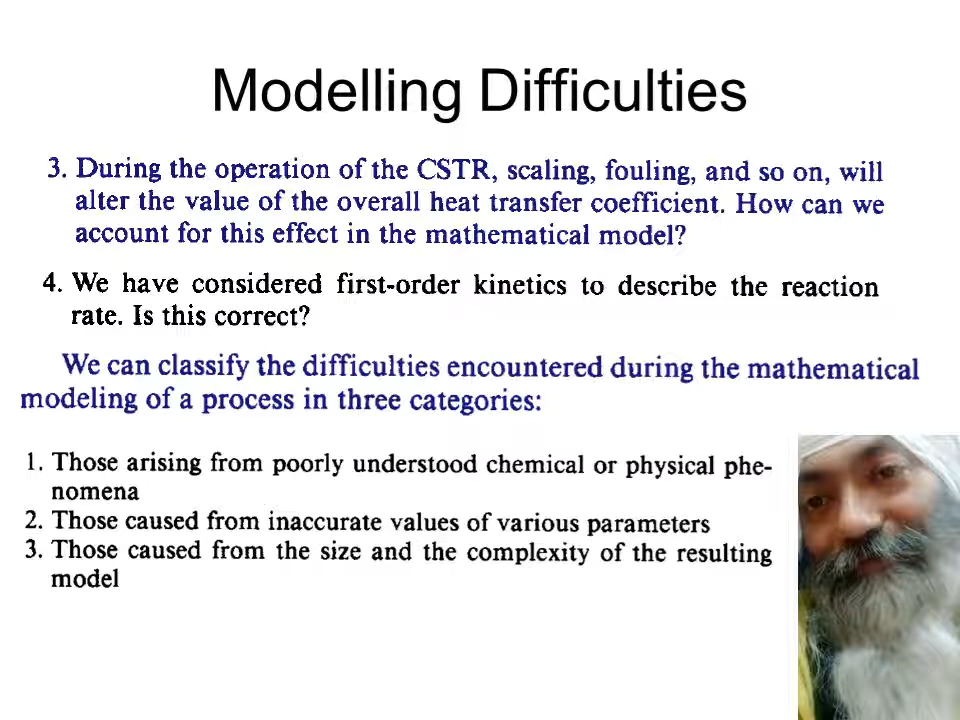 Modelling Difficulties
3. During the operation of the CSTR, scaling, fouling, and so on, will
alter the value of the overall heat transfer coefficient. How can we
account for this effect in the mathematical model?
4. We have considered first-order kinetics to describe the reaction
rate. Is this correct?
We can classify the difficulties encountered during the mathematical
modeling of a process in three categories:
1. Those arising from poorly understood chemical or physical phe-
nomena
2. Those caused from inaccurate values of various parameters
3. Those caused from the size and the complexity of the resulting
model